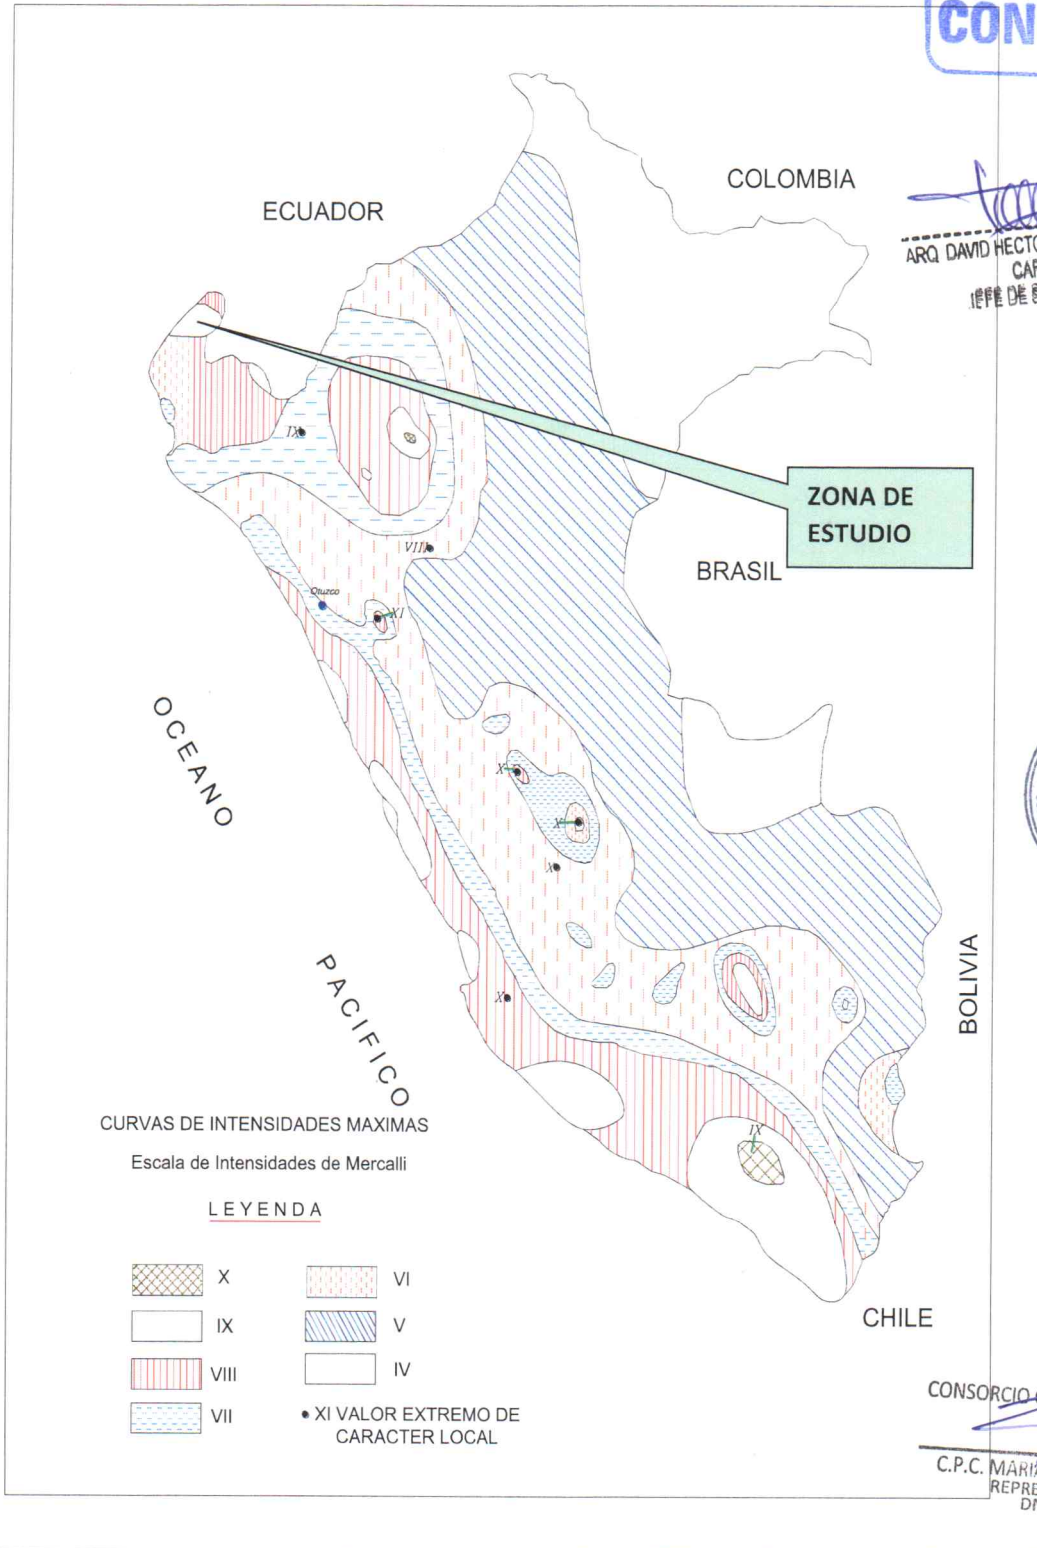 CON
COLOMBIA
ECUADOR
ARQ. DAVID HECTO
JEFE DE S
ZONA DE
ESTUDIO
IX
VIII
BRASIL
Otuzco
XI
OCEANO
X
X
X
PACIFICO
X
BOLIVIA
IX
CURVAS DE INTENSIDADES MAXIMAS
Escala de Intensidades de Mercalli
LEYENDA
X
VI
IX
V
VIII
IV
VII
XI VALOR EXTREMO DE
CARACTER LOCAL
CHILE
CONSORCIO
C.P.C. MARI
REPRE